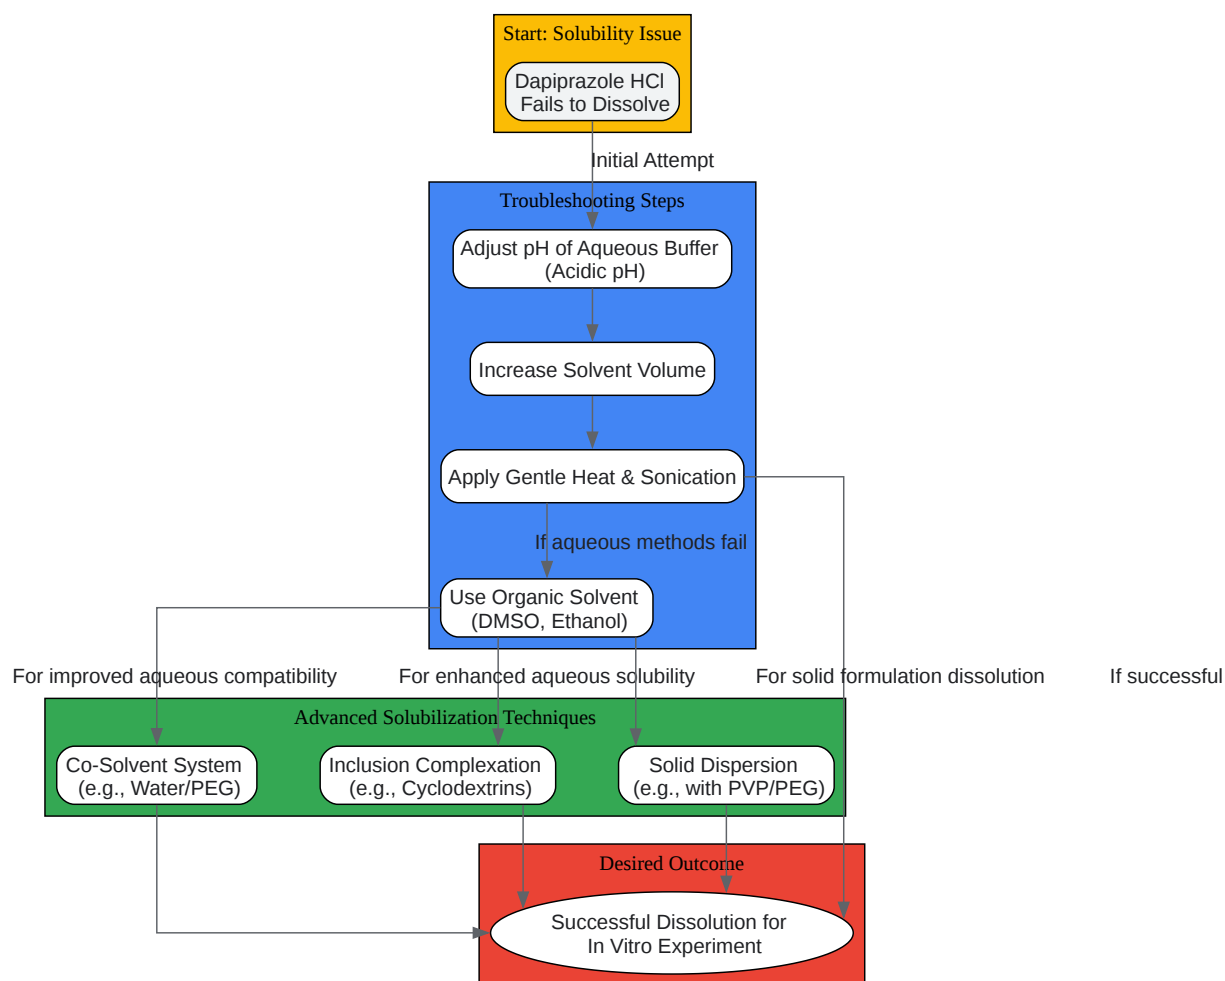 Start: Solubility Issue
Dapiprazole HCl
Fails to Dissolve
Initial Attempt
Troubleshooting Steps
Adjust pH of Aqueous Buffer
(Acidic pH)
Increase Solvent Volume
Apply Gentle Heat & Sonication
If aqueous methods fail
Use Organic Solvent
(DMSO, Ethanol)
For improved aqueous compatibility
For enhanced aqueous solubility
For solid formulation dissolution
If successful
Advanced Solubilization Techniques
Co-Solvent System
(e.g., Water/PEG)
Inclusion Complexation
(e.g., Cyclodextrins)
Solid Dispersion
(e.g., with PVP/PEG)
Desired Outcome
Successful Dissolution for
In Vitro Experiment